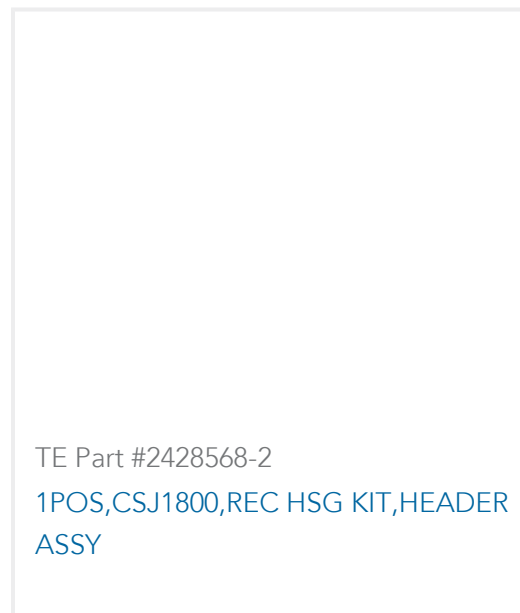 TE Part #2428568-2
1POS,CSJ1800,REC HSG KIT,HEADER
ASSY